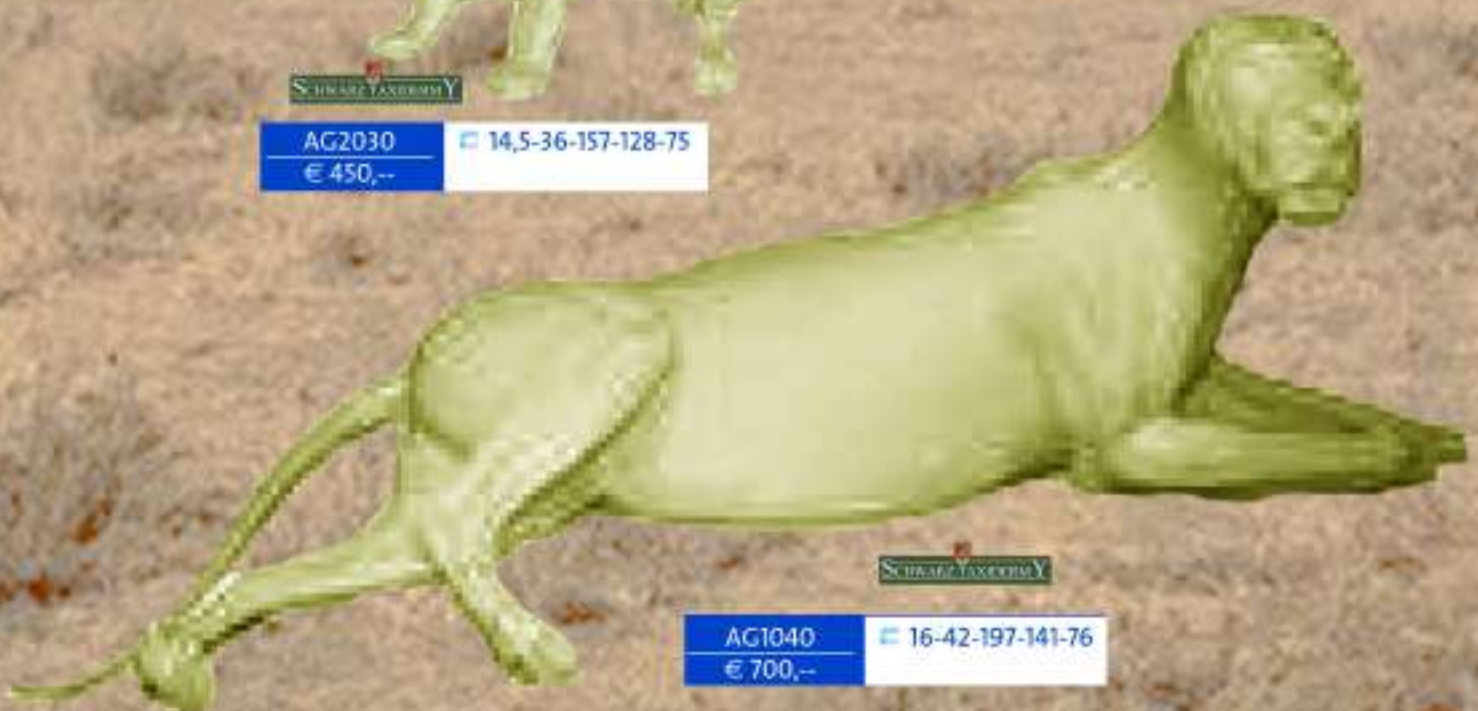 SCHWARZ TAXIDERMY
AG2030
14,5-36-157-128-75
€ 450,--
SCHWARZ TAXIDERMY
AG1040
16-42-197-141-76
€ 700,--